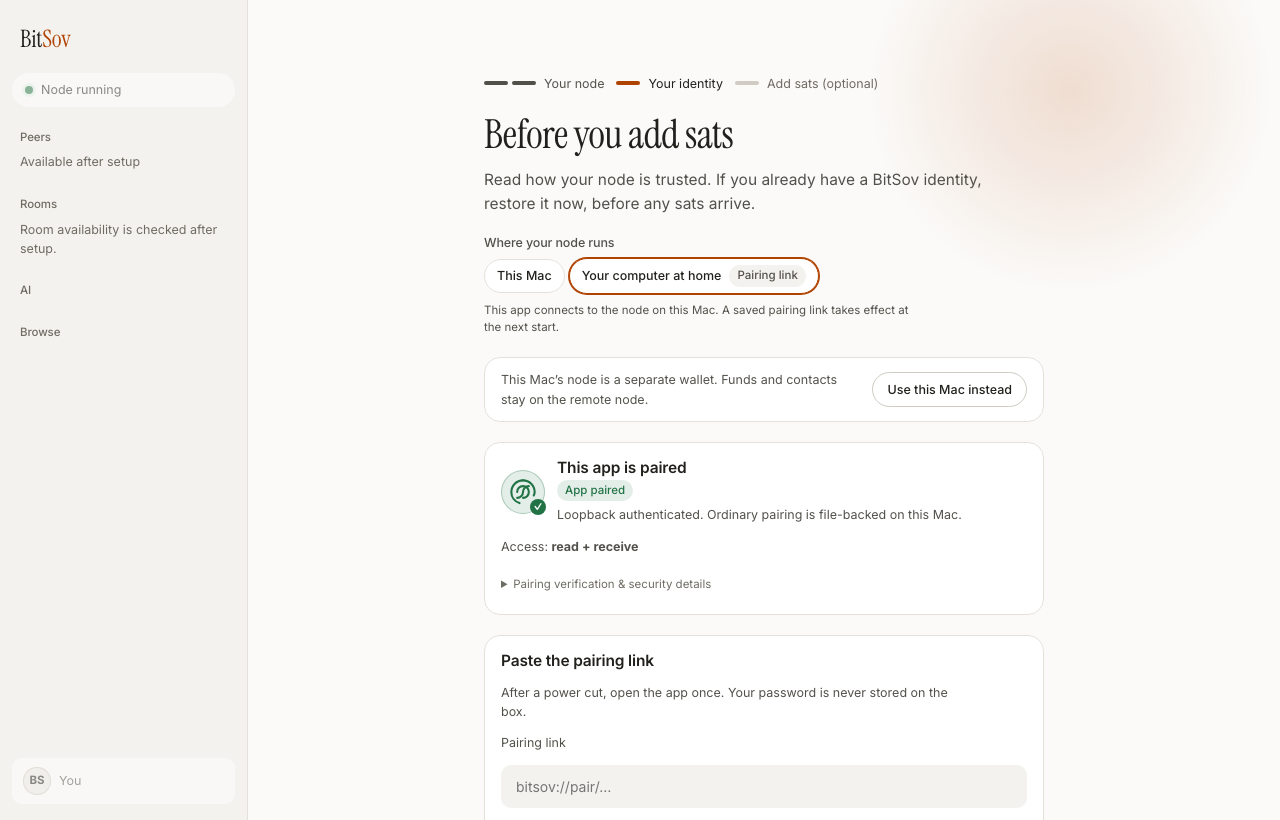 BitSov
Node running
Peers
Available after setup
Rooms
Room availability is checked after
setup.
AI
Browse
BS You
Your node Your identity Add sats (optional)
Before you add sats
Read how your node is trusted. If you already have a BitSov identity,
restore it now, before any sats arrive.
Where your node runs
This Mac Your computer at home Pairing link
This app connects to the node on this Mac. A saved pairing link takes effect at
the next start.
This Mac’s node is a separate wallet. Funds and contacts
stay on the remote node.
Use this Mac instead
This app is paired
App paired
Loopback authenticated. Ordinary pairing is file-backed on this Mac.
Access: read + receive
Pairing verification & security details
Paste the pairing link
After a power cut, open the app once. Your password is never stored on the
box.
Pairing link
bitsov://pair/...